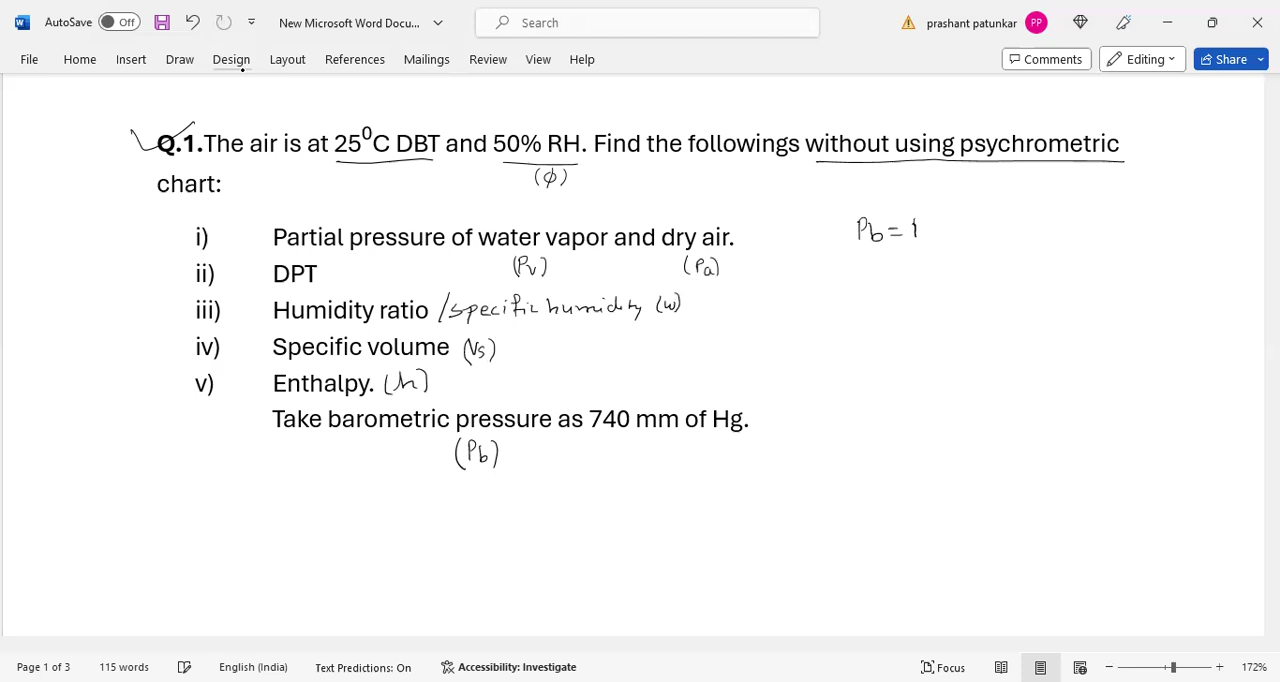 AutoSave Off New Microsoft Word Docu... Search prashant patunkar PP
File Home Insert Draw Design Layout References Mailings Review View Help Comments Editing Share
Q.1.The air is at 25⁰C DBT and 50% RH. Find the followings without using psychrometric
(φ)
chart:
i) Partial pressure of water vapor and dry air.
Pb = 1
(Pv) (Pa)
ii) DPT
iii) Humidity ratio /specific humidity (w)
iv) Specific volume (Vs)
v) Enthalpy. (h)
Take barometric pressure as 740 mm of Hg.
(Pb)
Page 1 of 3 115 words English (India) Text Predictions: On Accessibility: Investigate Focus 172%